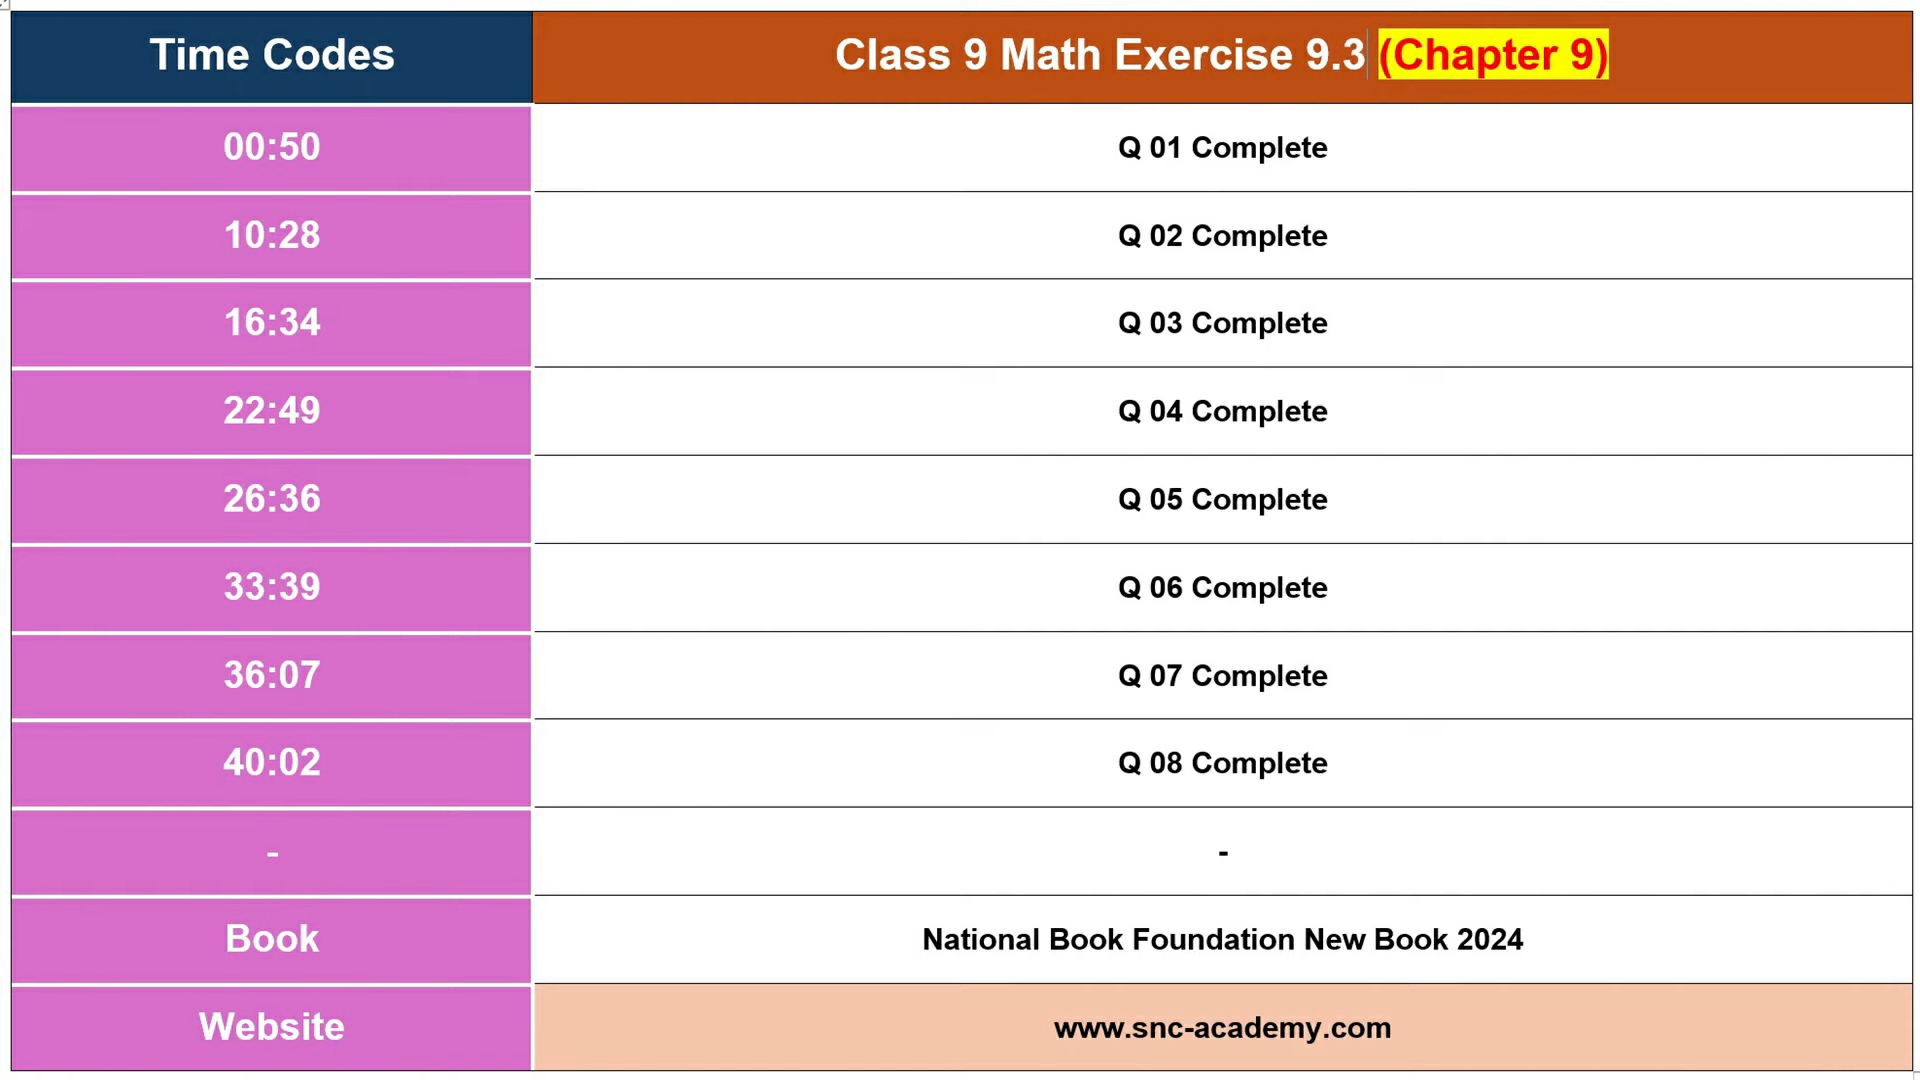 Time Codes Class 9 Math Exercise 9.3 (Chapter 9)
00:50 Q 01 Complete
10:28 Q 02 Complete
16:34 Q 03 Complete
22:49 Q 04 Complete
26:36 Q 05 Complete
33:39 Q 06 Complete
36:07 Q 07 Complete
40:02 Q 08 Complete
- -
Book National Book Foundation New Book 2024
Website www.snc-academy.com